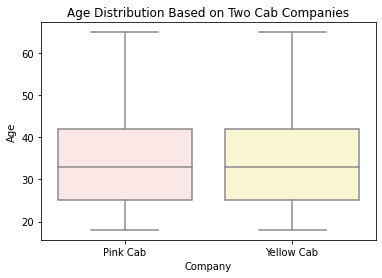 Age Distribution Based on Two Cab Companies
60
50
40
30
20
Age
Pink Cab
Yellow Cab
Company